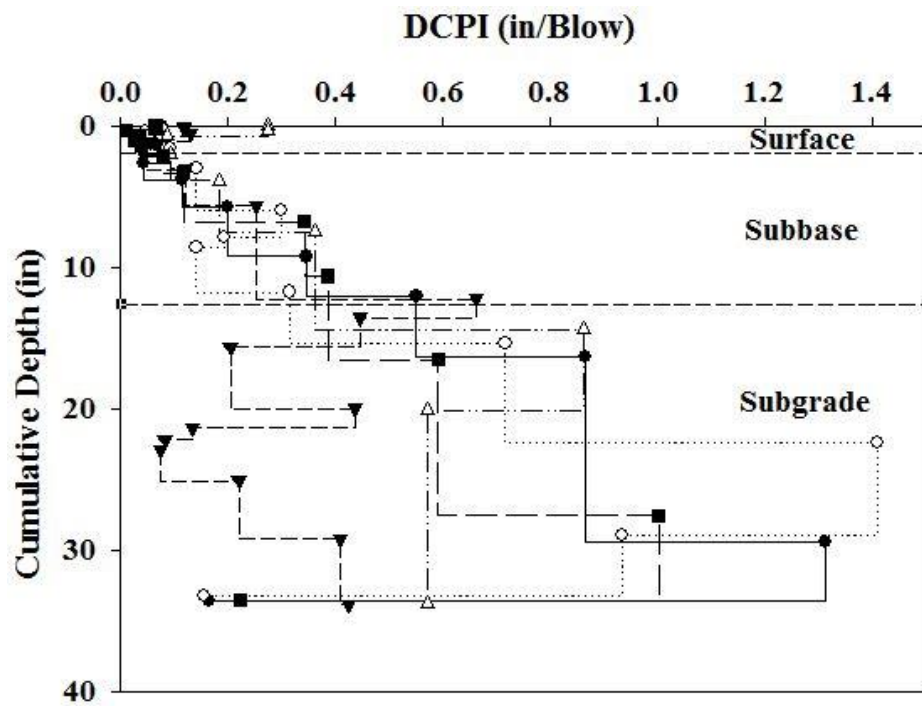 DCPI (in/Blow)
0.0 0.2 0.4 0.6 0.8 1.0 1.2 1.4
0
Surface
Subbase
10
Cumulative Depth (in)
20
Subgrade
30
40